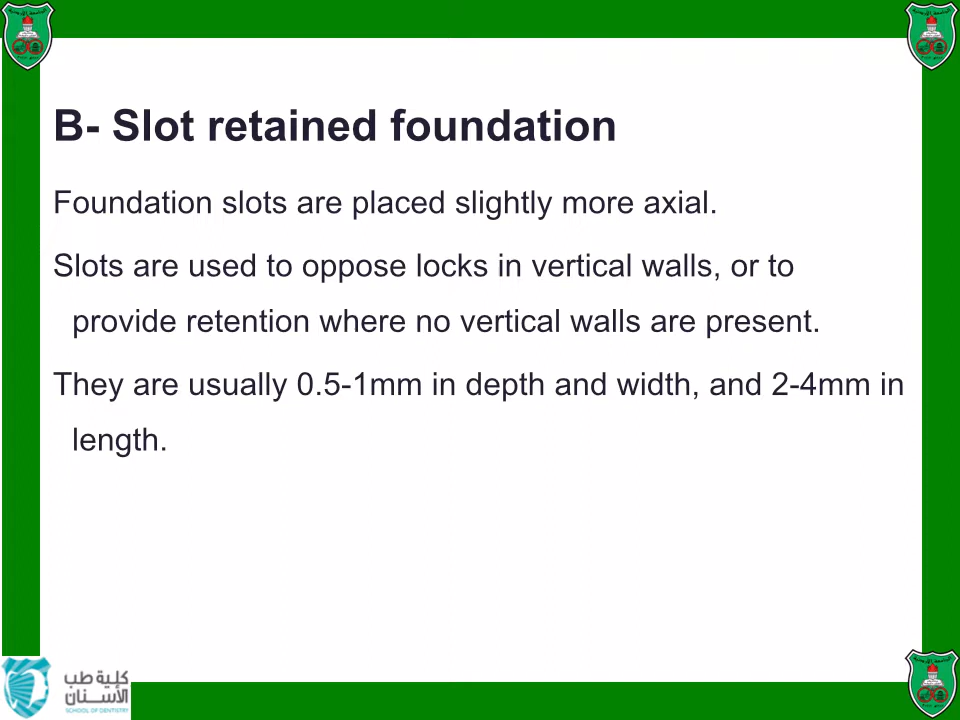 B- Slot retained foundation
Foundation slots are placed slightly more axial.
Slots are used to oppose locks in vertical walls, or to
provide retention where no vertical walls are present.
They are usually 0.5-1mm in depth and width, and 2-4mm in
length.
كلية طب
الأسنان
SCHOOL OF DENTISTRY